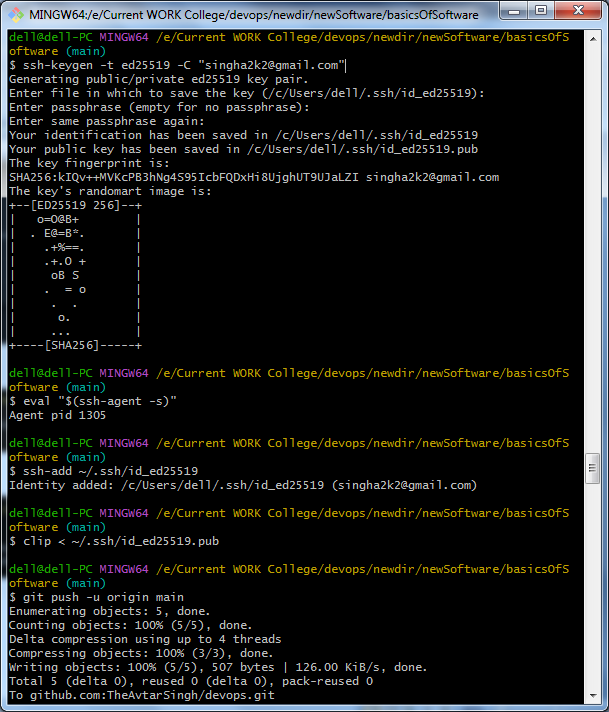 MINGW64:/e/Current WORK College/devops/newdir/newSoftware/basicsOfSoftware
dell@dell-PC MINGW64 /e/Current WORK College/devops/newdir/newSoftware/basicsOfS
oftware (main)
$ ssh-keygen -t ed25519 -C "singha2k2@gmail.com"
Generating public/private ed25519 key pair.
Enter file in which to save the key (/c/Users/dell/.ssh/id_ed25519):
Enter passphrase (empty for no passphrase):
Enter same passphrase again:
Your identification has been saved in /c/Users/dell/.ssh/id_ed25519
Your public key has been saved in /c/Users/dell/.ssh/id_ed25519.pub
The key fingerprint is:
SHA256:kIQv++MVKcPB3hNg4S95IcbFQDxHi8UjghUT9UJaLZI singha2k2@gmail.com
The key's randomart image is:
+--[ED25519 256]--+
|   o=O@B+        |
|  . E@=B*.       |
|    .+%==.       |
|    .+.O +       |
|     oB S        |
|    .  = o       |
|     .  .        |
|      o.         |
|     ...         |
+----[SHA256]-----+
dell@dell-PC MINGW64 /e/Current WORK College/devops/newdir/newSoftware/basicsOfS
oftware (main)
$ eval "$(ssh-agent -s)"
Agent pid 1305
dell@dell-PC MINGW64 /e/Current WORK College/devops/newdir/newSoftware/basicsOfS
oftware (main)
$ ssh-add ~/.ssh/id_ed25519
Identity added: /c/Users/dell/.ssh/id_ed25519 (singha2k2@gmail.com)
dell@dell-PC MINGW64 /e/Current WORK College/devops/newdir/newSoftware/basicsOfS
oftware (main)
$ clip < ~/.ssh/id_ed25519.pub
dell@dell-PC MINGW64 /e/Current WORK College/devops/newdir/newSoftware/basicsOfS
oftware (main)
$ git push -u origin main
Enumerating objects: 5, done.
Counting objects: 100% (5/5), done.
Delta compression using up to 4 threads
Compressing objects: 100% (3/3), done.
Writing objects: 100% (5/5), 507 bytes | 126.00 KiB/s, done.
Total 5 (delta 0), reused 0 (delta 0), pack-reused 0
To github.com:TheAvtarSingh/devops.git